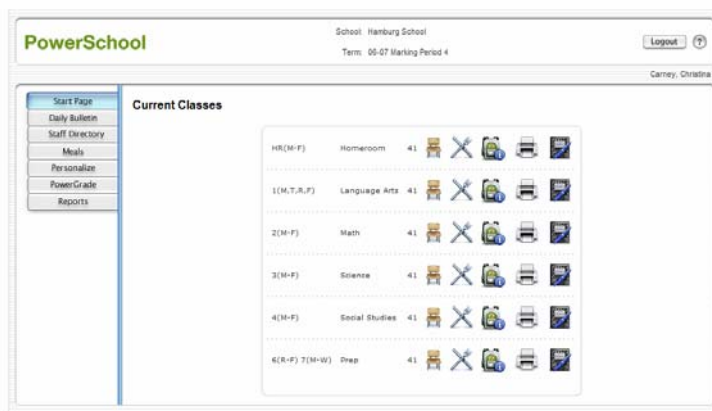 PowerSchool
School: Hamburg School
Term: 06-07 Marking Period 4
Logout ?
Carney, Christina
Start Page
Daily Bulletin
Staff Directory
Meals
Personalize
PowerGrade
Reports
Current Classes
HR(M-F) Homeroom 41
1(M,T,R,F) Language Arts 41
2(M-F) Math 41
3(M-F) Science 41
4(M-F) Social Studies 41
6(R-F) 7(M-W) Prep 41